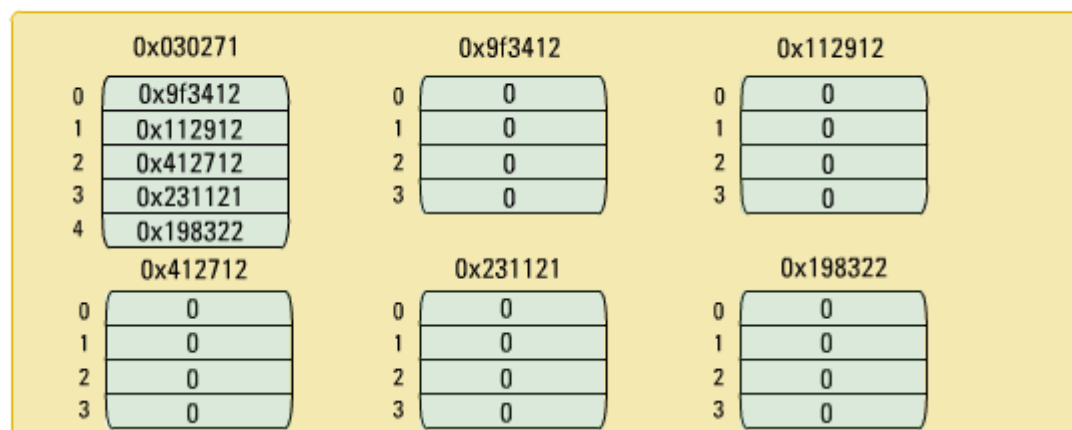 0x030271 0x9f3412 0x112912
0 0x9f3412 0 0 0 0
1 0x112912 1 0 1 0
2 0x412712 2 0 2 0
3 0x231121 3 0 3 0
4 0x198322
0x412712 0x231121 0x198322
0 0 0 0 0 0
1 0 1 0 1 0
2 0 2 0 2 0
3 0 3 0 3 0